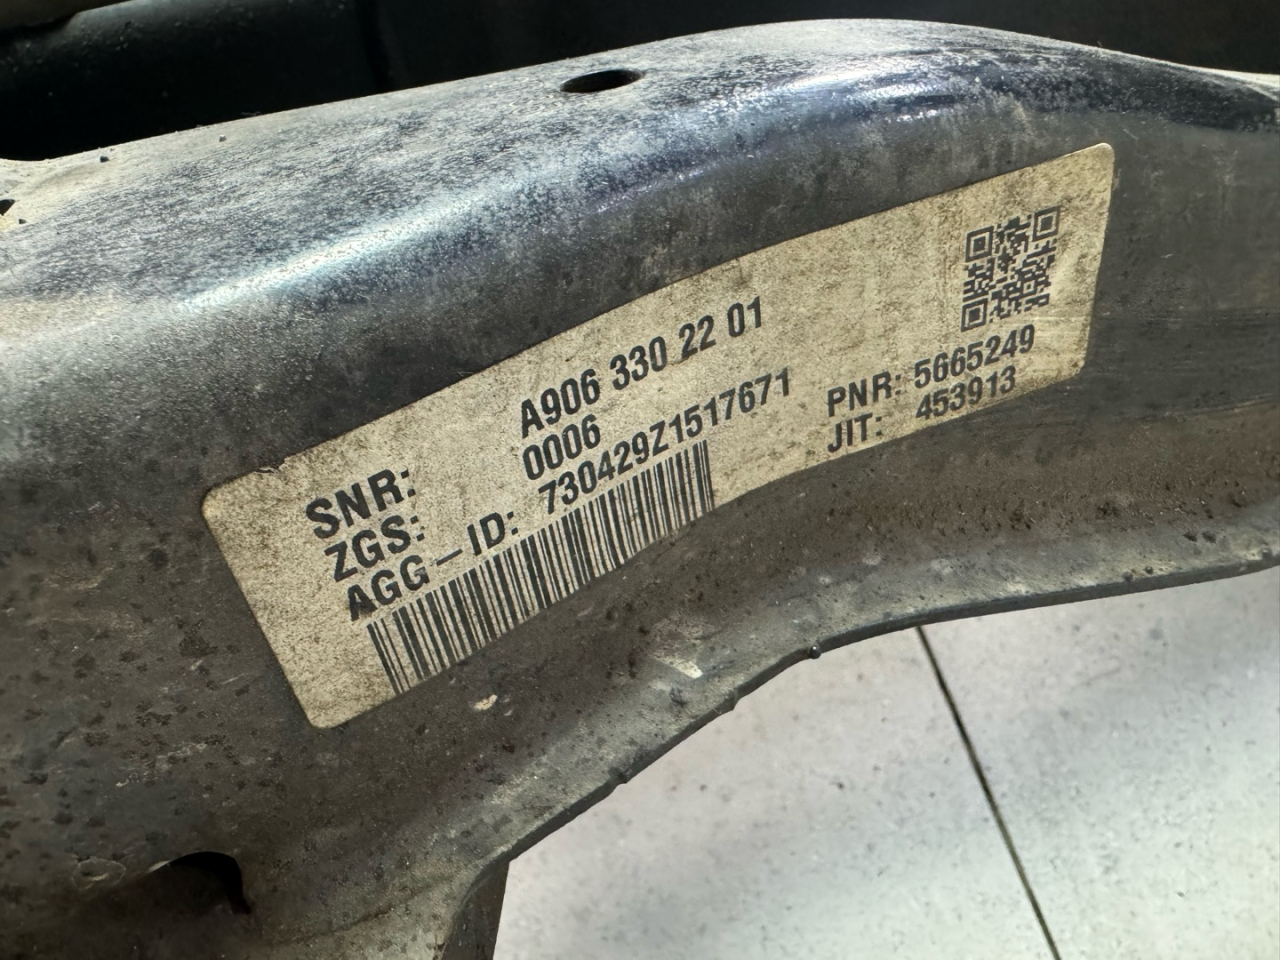 SNR: A906 330 22 01
ZGS: 0006
AGG-ID: 730429Z1517671
PNR: 5665249
JIT: 453913